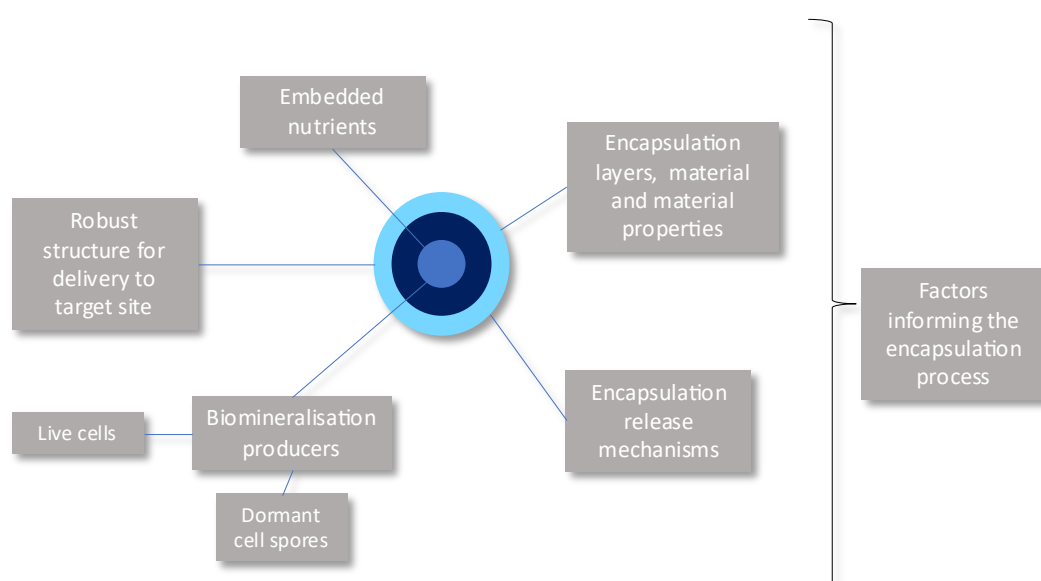 Embedded
nutrients
Encapsulation
layers, material
and material
properties
Robust
structure for
delivery to
target site
Factors
informing the
encapsulation
process
Encapsulation
release
mechanisms
Biomineralisation
producers
Live cells
Dormant
cell spores